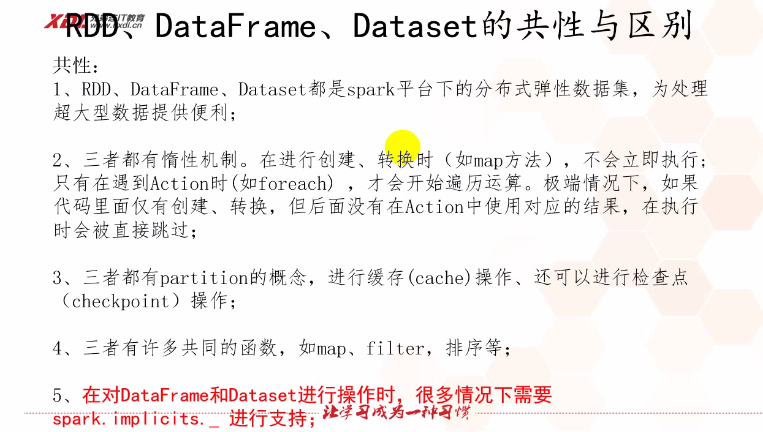 RDD、DataFrame、Dataset的共性与区别
共性：
1、RDD、DataFrame、Dataset都是spark平台下的分布式弹性数据集，为处理
超大型数据提供便利；
2、三者都有惰性机制。在进行创建、转换时（如map方法），不会立即执行；
只有在遇到Action时(如foreach) ，才会开始遍历运算。极端情况下，如果
代码里面仅有创建、转换，但后面没有在Action中使用对应的结果，在执行
时会被直接跳过；
3、三者都有partition的概念，进行缓存(cache)操作、还可以进行检查点
（checkpoint）操作；
4、三者有许多共同的函数，如map、filter，排序等；
5、在对DataFrame和Dataset进行操作时，很多情况下需要
spark.implicits._ 进行支持；
让学习成为一种习惯